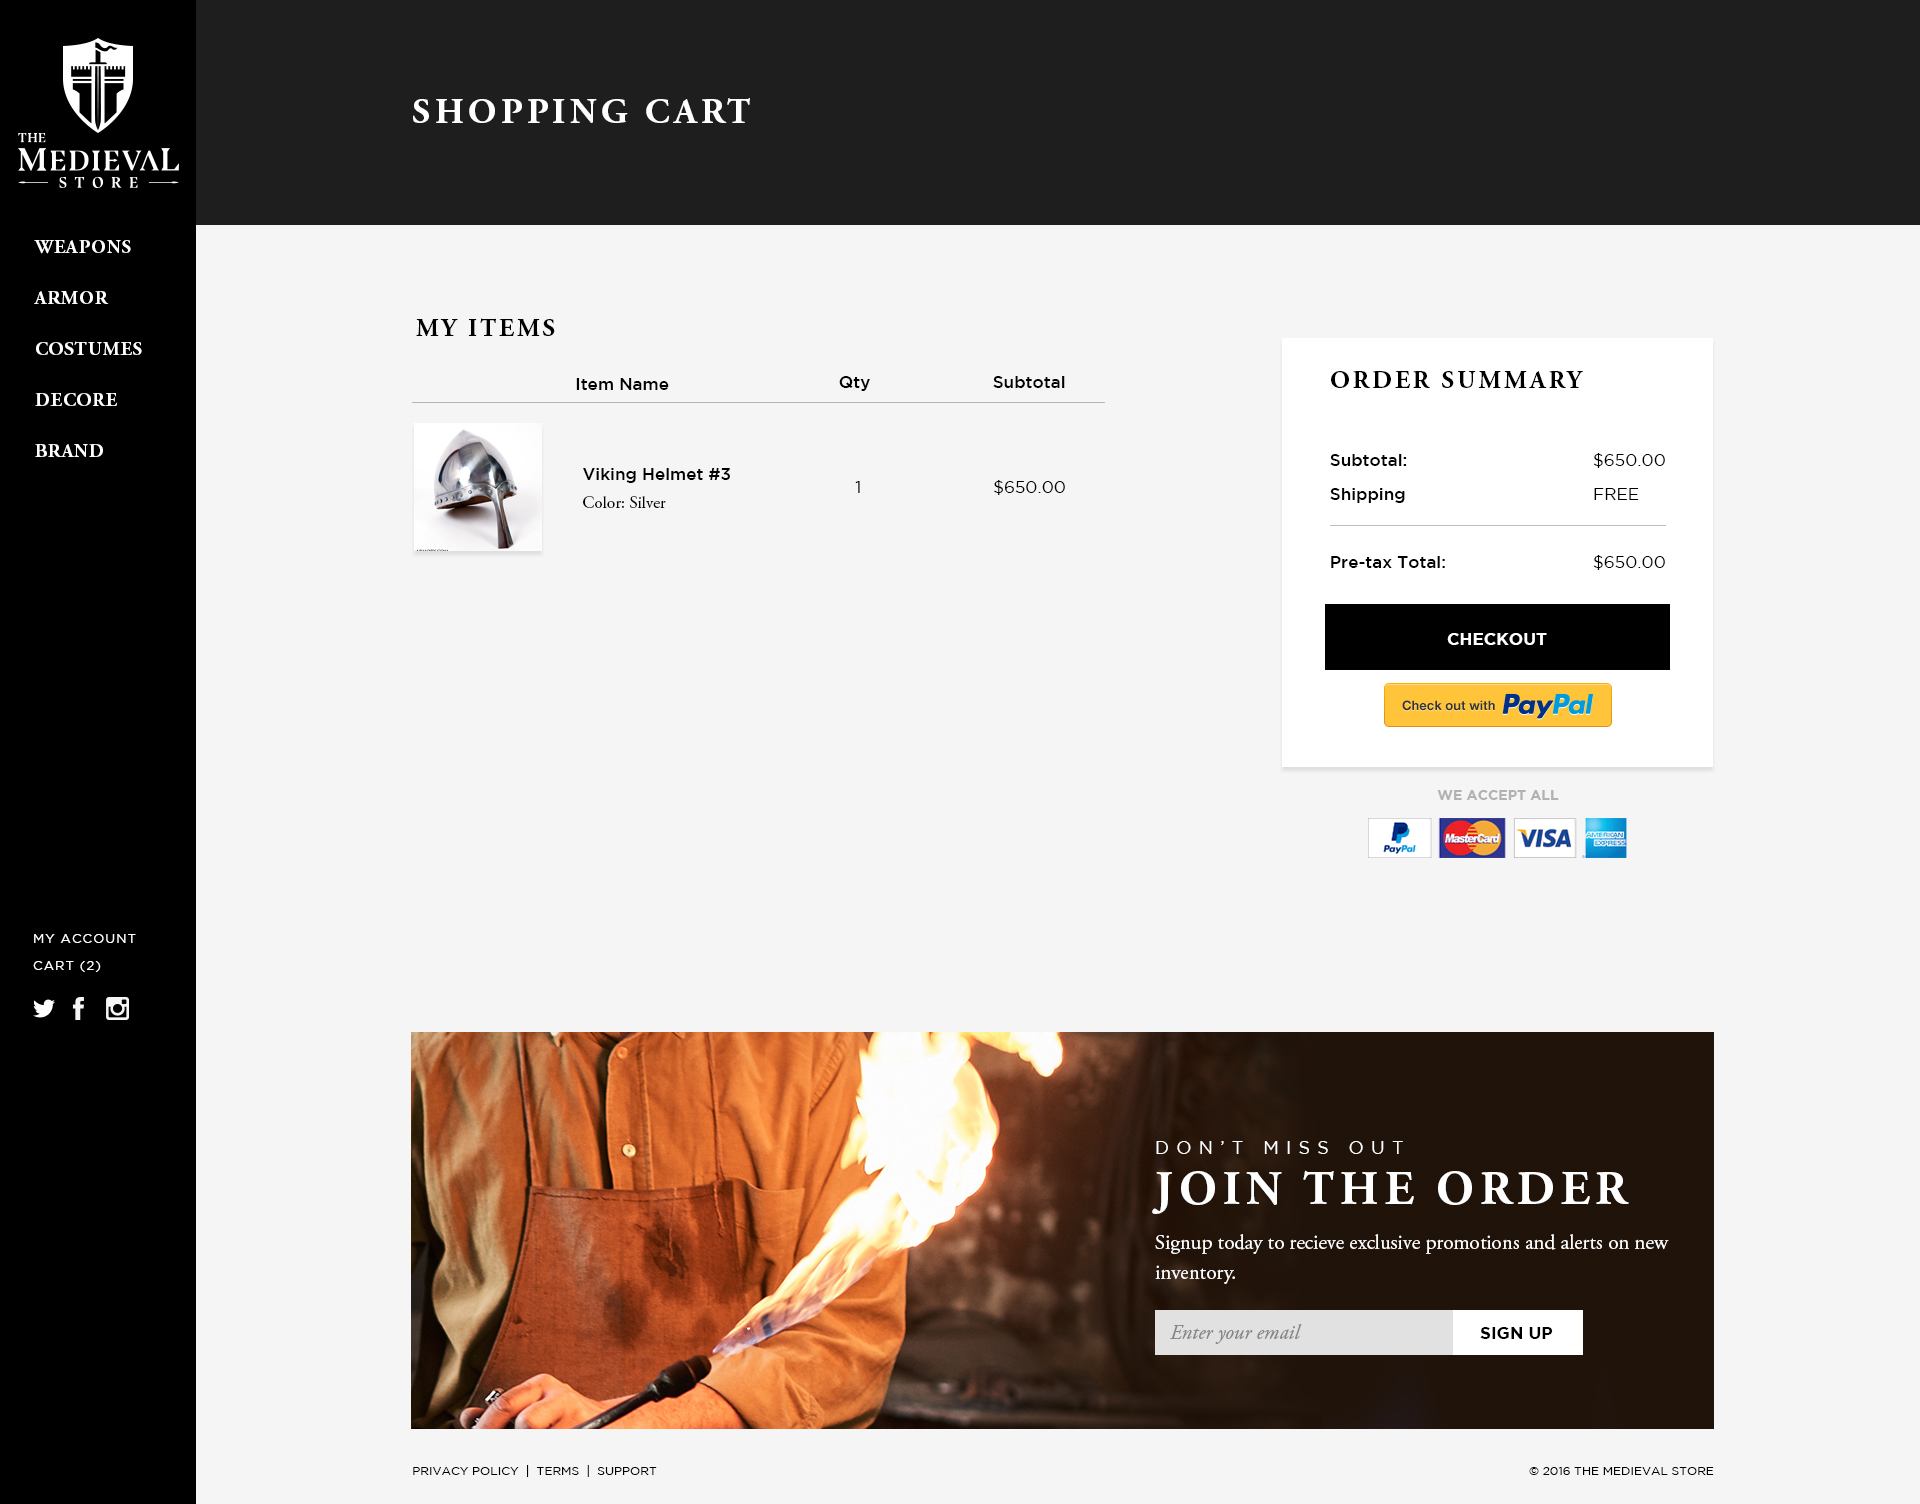 THE
MEDIEVAL
STORE
WEAPONS
ARMOR
COSTUMES
DECORE
BRAND
MY ACCOUNT
CART (2)
SHOPPING CART
MY ITEMS
Item Name Qty Subtotal
Viking Helmet #3
Color: Silver
1 $650.00
ORDER SUMMARY
Subtotal: $650.00
Shipping FREE
Pre-tax Total: $650.00
CHECKOUT
Check out with PayPal
WE ACCEPT ALL
PayPal MasterCard VISA AMERICAN EXPRESS
DON'T MISS OUT
JOIN THE ORDER
Signup today to recieve exclusive promotions and alerts on new
inventory.
Enter your email SIGN UP
PRIVACY POLICY | TERMS | SUPPORT © 2016 THE MEDIEVAL STORE